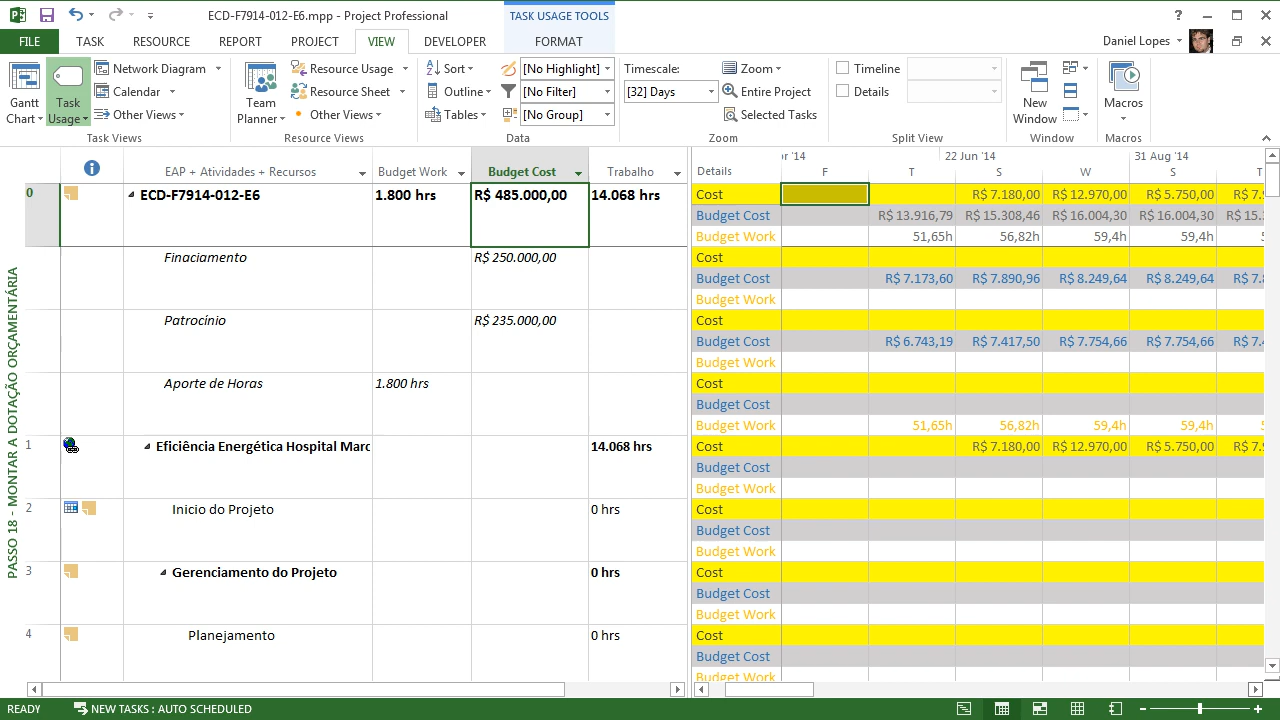 ECD-F7914-012-E6.mpp - Project Professional
TASK USAGE TOOLS
?
FILE TASK RESOURCE REPORT PROJECT VIEW DEVELOPER FORMAT
Daniel Lopes
Gantt Chart
Task Usage
Network Diagram
Calendar
Other Views
Task Views
Team Planner
Resource Usage
Resource Sheet
Other Views
Resource Views
Sort
Outline
Tables
[No Highlight]
[No Filter]
[No Group]
Data
Timescale:
[32] Days
Zoom
Entire Project
Selected Tasks
Zoom
Timeline
Details
Split View
New Window
Window
Macros
Macros
PASSO 18 - MONTAR A DOTAÇÃO ORÇAMENTÁRIA
EAP + Atividades + Recursos Budget Work Budget Cost Trabalho
0 ECD-F7914-012-E6 1.800 hrs R$ 485.000,00 14.068 hrs
Finaciamento R$ 250.000,00
Patrocínio R$ 235.000,00
Aporte de Horas 1.800 hrs
1 Eficiência Energética Hospital Marc 14.068 hrs
2 Inicio do Projeto 0 hrs
3 Gerenciamento do Projeto 0 hrs
4 Planejamento 0 hrs
Details
r '14 22 Jun '14 31 Aug '14
F T S W S T
Cost R$ 7.180,00 R$ 12.970,00 R$ 5.750,00 R$ 7.9
Budget Cost R$ 13.916,79 R$ 15.308,46 R$ 16.004,30 R$ 16.004,30 R$ 15.
Budget Work 51,65h 56,82h 59,4h 59,4h
Cost
Budget Cost R$ 7.173,60 R$ 7.890,96 R$ 8.249,64 R$ 8.249,64 R$ 7.
Budget Work
Cost
Budget Cost R$ 6.743,19 R$ 7.417,50 R$ 7.754,66 R$ 7.754,66 R$ 7.
Budget Work
Cost
Budget Cost
Budget Work 51,65h 56,82h 59,4h 59,4h
Cost R$ 7.180,00 R$ 12.970,00 R$ 5.750,00 R$ 7.9
Budget Cost
Budget Work
Cost
Budget Cost
Budget Work
Cost
Budget Cost
Budget Work
Cost
Budget Cost
Budget Work
READY NEW TASKS : AUTO SCHEDULED